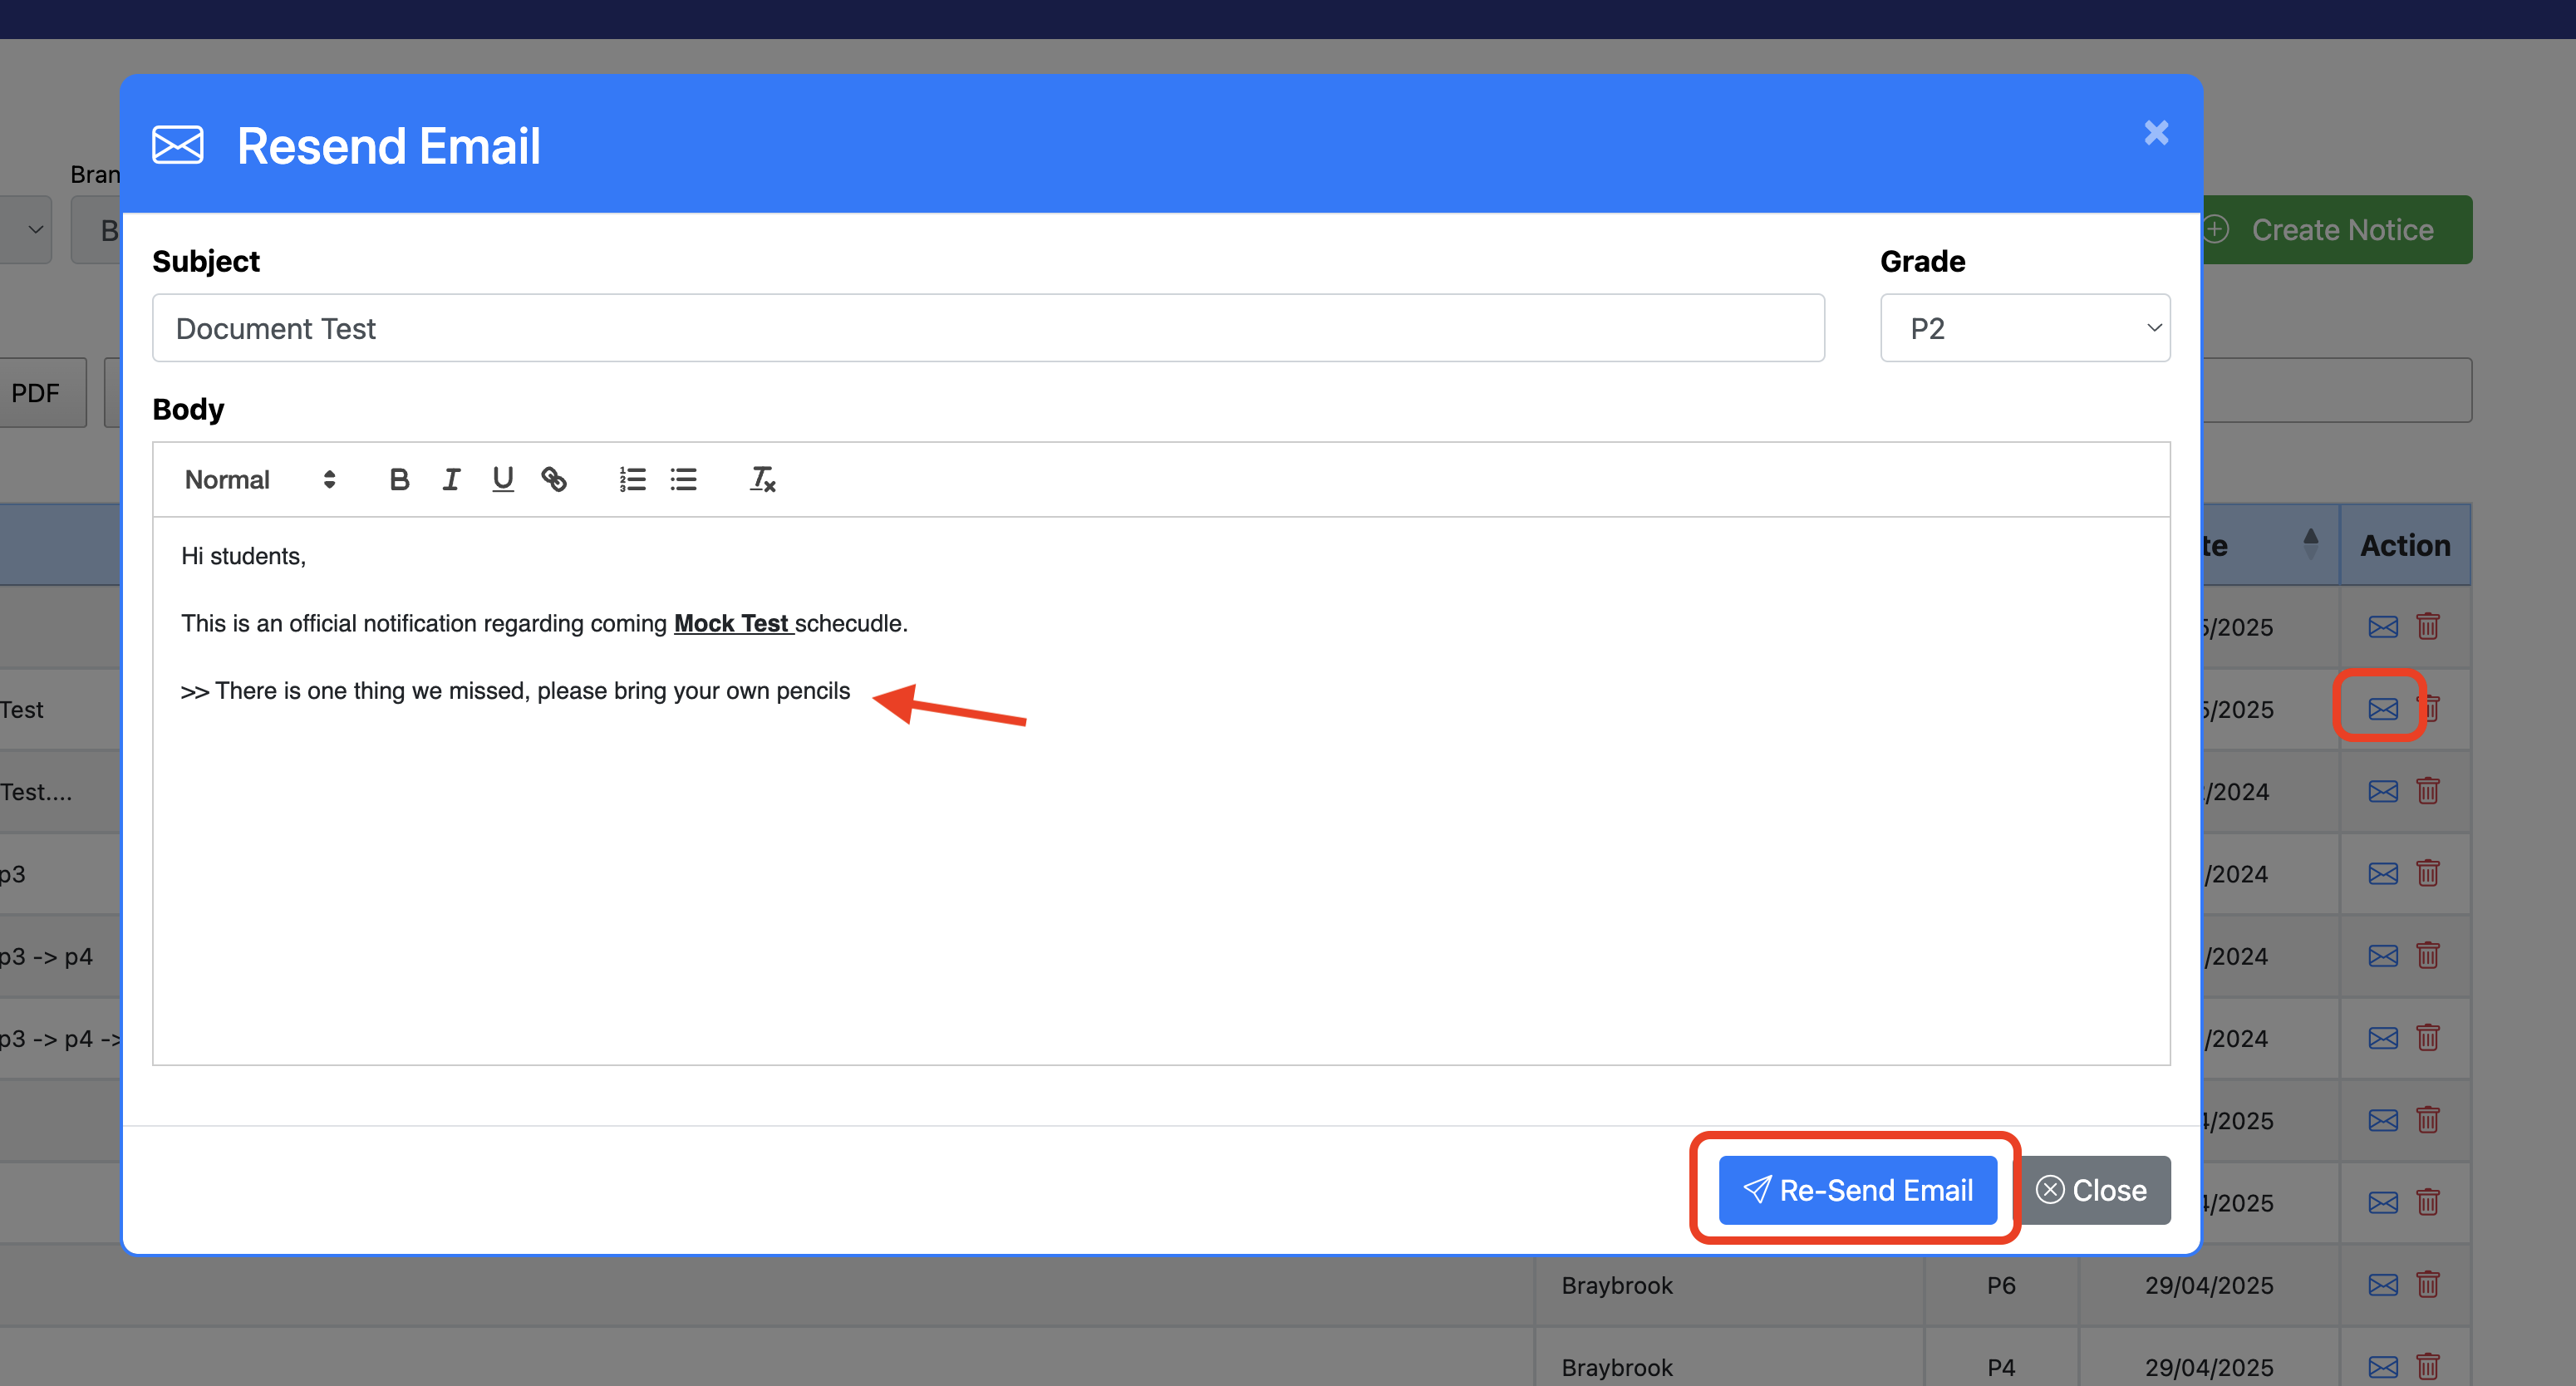 Resend Email
Bran
B
Create Notice
Subject
Grade
Document Test
P2
PDF
Body
Normal
Hi students,
te
Action
This is an official notification regarding coming Mock Test schecudle.
5/2025
>> There is one thing we missed, please bring your own pencils
Test
5/2025
Test....
/2024
p3
/2024
p3 -> p4
/2024
p3 -> p4 ->
/2024
/2025
Re-Send Email
Close
/2025
Braybrook
P6
29/04/2025
Braybrook
P4
29/04/2025